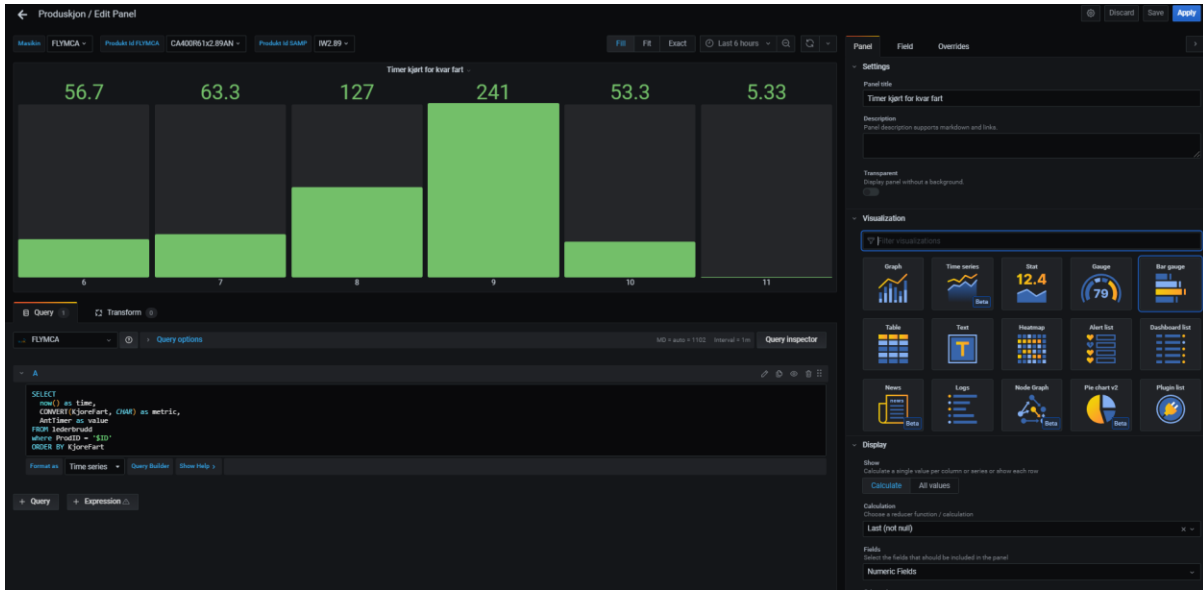 Produskjon / Edit Panel
Discard Save Apply
Maskin FLYMCA Produkt Id FLYMCA CA400R61x2.89AN Produkt Id SAMP IW2.89
Fill Fit Exact Last 6 hours
Timer kjørt for kvar fart
56.7 63.3 127 241 53.3 5.33
6 7 8 9 10 11
Query 1 Transform 0
FLYMCA Query options MD = auto = 1102 Interval = 1m Query inspector
A
SELECT
now() as time,
CONVERT(KjoreFart, CHAR) as metric,
AntTimer as value
FROM lederbrudd
where ProdID = '$ID'
ORDER BY KjoreFart
Format as Time series Query Builder Show Help >
+ Query + Expression
Panel Field Overrides
Settings
Panel title
Timer kjørt for kvar fart
Description
Panel description supports markdown and links.
Transparent
Display panel without a background.
Visualization
Filter visualizations
Graph Time series Stat Gauge Bar gauge
12.4 79
Beta
Table Text Heatmap Alert list Dashboard list
T
News Logs Node Graph Pie chart v2 Plugin list
NEWS
Beta Beta Beta
Display
Show
Calculate a single value per column or series or show each row
Calculate All values
Calculation
Choose a reducer function / calculation
Last (not null)
Fields
Select the fields that should be included in the panel
Numeric Fields